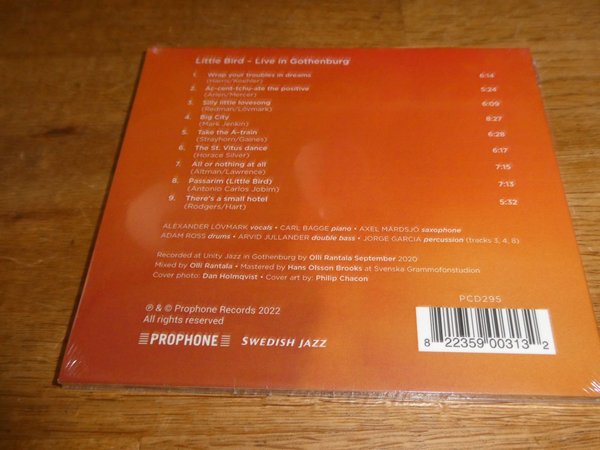 Little Bird – Live in Gothenburg
1. Wrap your troubles in dreams 6:14
(Harris/Koehler)
2. Ac-cent-tchu-ate the positive 5:24
(Arlen/Mercer)
3. Silly little lovesong 6:09
(Redman/Lövmark)
4. Big City 8:27
(Mark Jenkin)
5. Take the A-train 6:28
(Strayhorn/Gaines)
6. The St. Vitus dance 6:17
(Horace Silver)
7. All or nothing at all 7:15
(Altman/Lawrence)
8. Passarim (Little Bird) 7:13
(Antonio Carlos Jobim)
9. There's a small hotel 5:32
(Rodgers/Hart)
ALEXANDER LÖVMARK vocals • CARL BAGGE piano • AXEL MÅRDSJÖ saxophone
ADAM ROSS drums • ARVID JULLANDER double bass • JORGE GARCIA percussion (tracks 3, 4, 8)
Recorded at Unity Jazz in Gothenburg by Olli Rantala September 2020
Mixed by Olli Rantala • Mastered by Hans Olsson Brooks at Svenska Grammofonstudion
Cover photo: Dan Holmqvist • Cover art by: Philip Chacon
℗ & © Prophone Records 2022
All rights reserved
PROPHONE SWEDISH JAZZ
PCD295
8 22359 00313 2